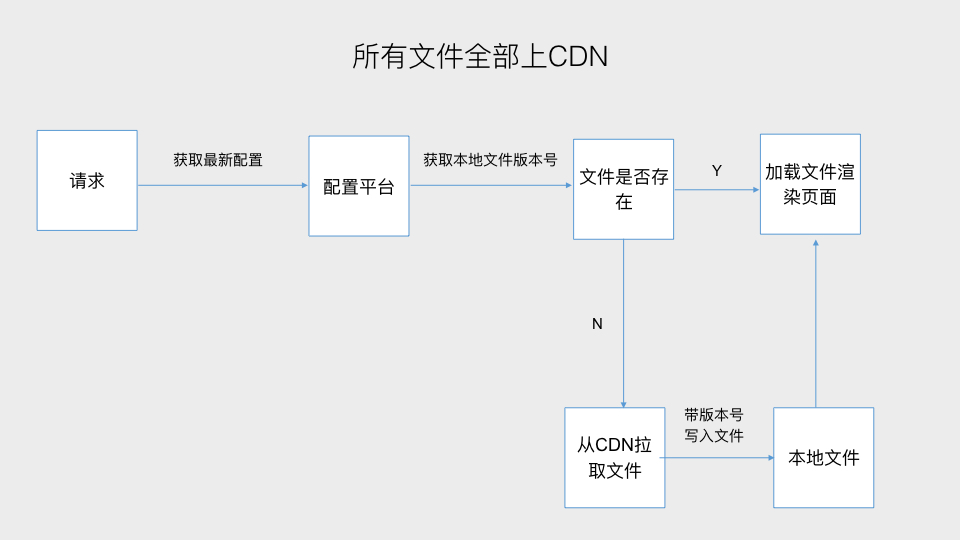 所有文件全部上CDN
请求
获取最新配置
配置平台
获取本地文件版本号
文件是否存
在
Y
加载文件渲
染页面
N
从CDN拉
取文件
带版本号
写入文件
本地文件